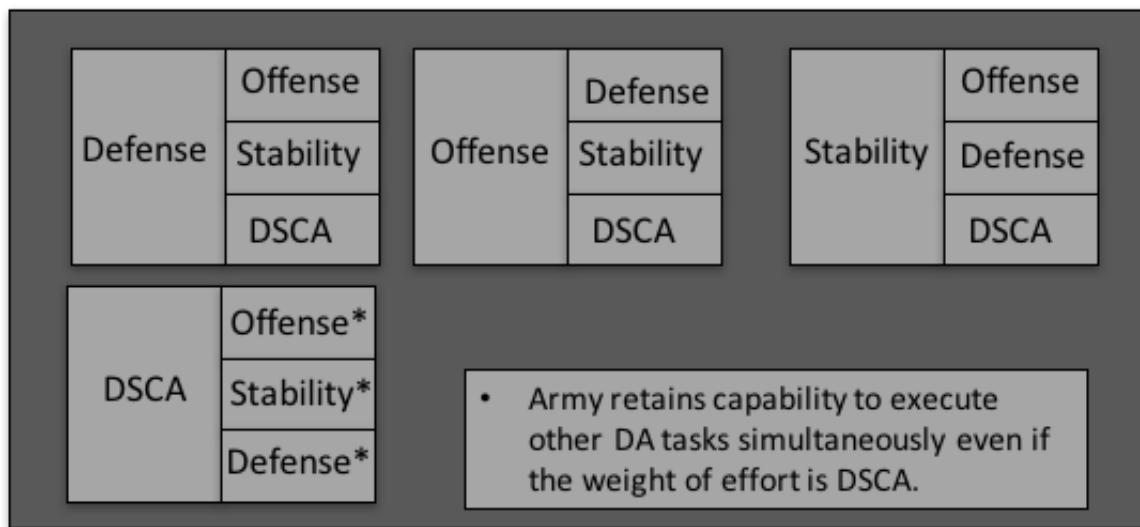 Defense
Offense
Stability
DSCA
Offense
Defense
Stability
DSCA
Stability
Offense
Defense
DSCA
DSCA
Offense*
Stability*
Defense*
• Army retains capability to execute
other DA tasks simultaneously even if
the weight of effort is DSCA.